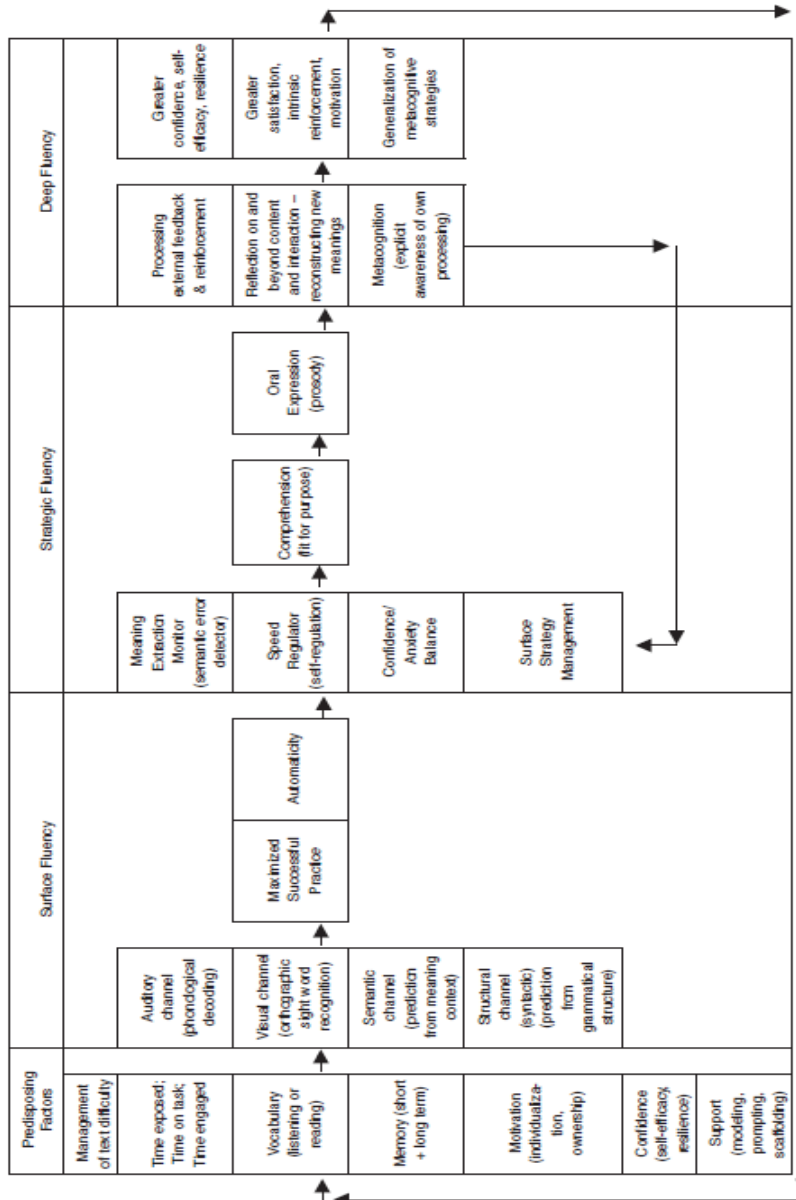 Predisposing
Factors
Management
of text difficulty
Time exposed;
Time on task;
Time engaged
Vocabulary
(listening or
reading)
Memory (short
+ long term)
Motivation
(individualiza-
tion,
ownership)
Confidence
(self-efficacy,
resilience)
Support
(modeling,
prompting,
scaffolding)
Surface Fluency
Auditory
channel
(phonological
decoding)
Visual channel
(orthographic
sight word
recognition)
Semantic
channel
(prediction
from meaning
context)
Structural
channel
(syntactic)
(prediction
from
grammatical
structure)
Maximized
Successful
Practice
Automaticity
Strategic Fluency
Meaning
Extraction
Monitor
(semantic error
detector)
Speed
Regulator
(self-regulation)
Confidence/
Anxiety
Balance
Surface
Strategy
Management
Comprehension
(fit for purpose)
Oral
Expression
(prosody)
Deep Fluency
Processing
external feedback
& reinforcement
Reflection on and
beyond content
and interaction –
reconstructing new
meanings
Metacognition
(explicit
awareness of own
processing)
Greater
confidence, self-
efficacy, resilience
Greater
satisfaction,
intrinsic
reinforcement,
motivation
Generalization of
metacognitive
strategies